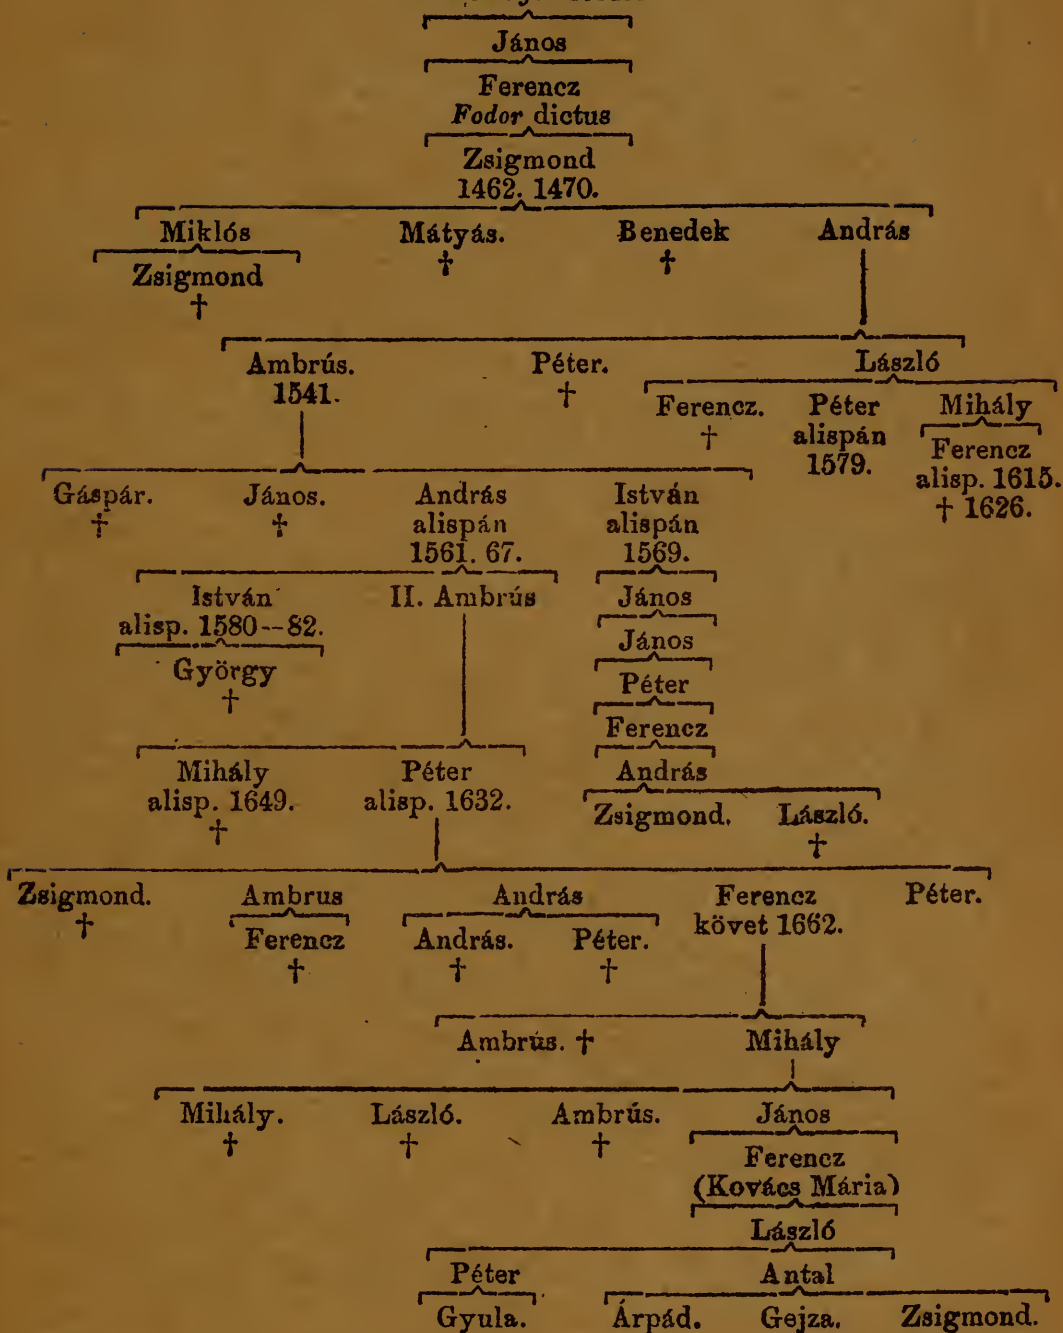 János
Ferencz
Fodor dictus
Zsigmond
1462. 1470.
Miklós Mátyás. Benedek András
† †
Zsigmond
†
Ambrús. Péter. László
1541. †
Ferencz. Péter Mihály
† alispán
1579.
Ferencz
alisp. 1615.
† 1626.
Gáspár. János. András István
† † alispán alispán
1561. 67. 1569.
István II. Ambrús János
alisp. 1580--82.
János
György
†
Péter
Ferencz
Mihály Péter András
alisp. 1649. alisp. 1632.
†
Zsigmond. László.
†
Zsigmond. Ambrus András Ferencz Péter.
† követ 1662.
Ferencz András. Péter.
† † †
Ambrús. † Mihály
Mihály. László. Ambrús. János
† † †
Ferencz
(Kovács Mária)
László
Péter Antal
Gyula. Árpád. Gejza. Zsigmond.